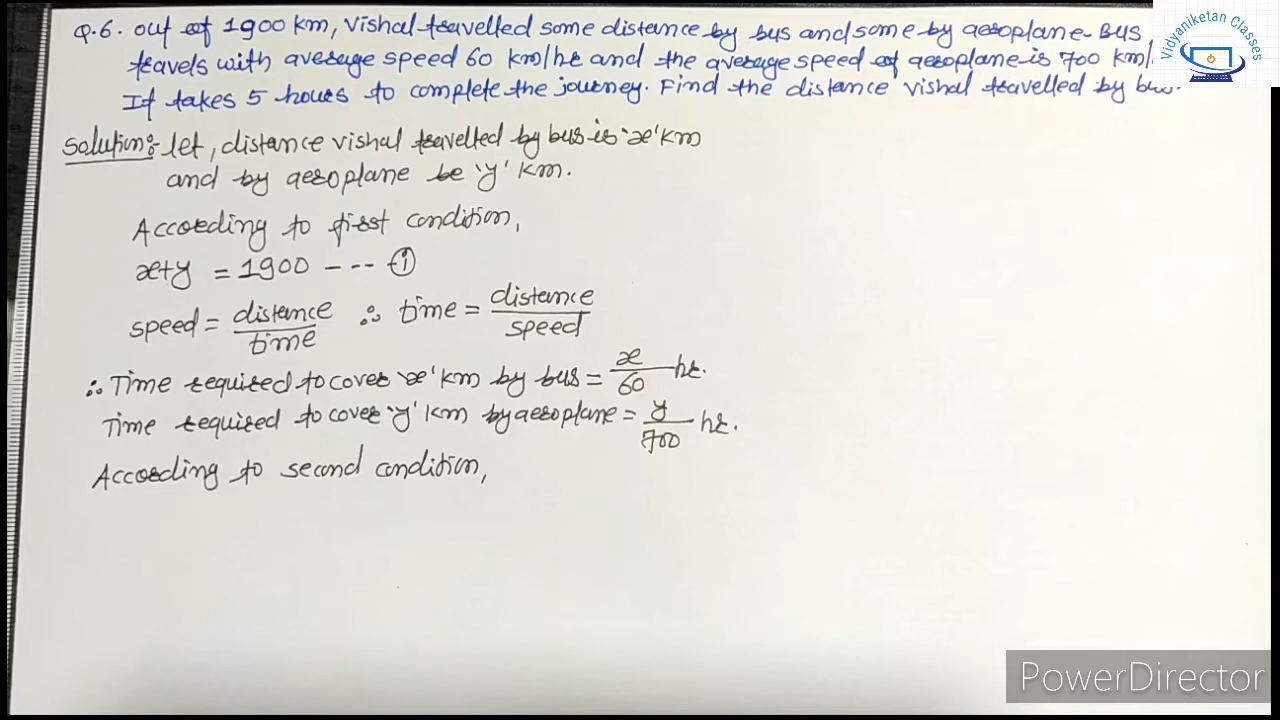 Q.6. Out of 1900 km, Vishal travelled some distance by bus and some by aeroplane. Bus
travels with average speed 60 km/hr and the average speed of aeroplane is 700 km/
It takes 5 hours to complete the journey. Find the distance vishal travelled by bus.
Solution:- let, distance vishal travelled by bus is 'x' km
and by aeroplane be 'y' km.
According to first condition,
x+y = 1900 --- ①
speed = distance/time ∴ time = distance/speed
∴ Time required to cover 'x' km by bus = x/60 hr.
Time required to cover 'y' km by aeroplane = y/700 hr.
According to second condition,
Vidyaniketan Classes
PowerDirector